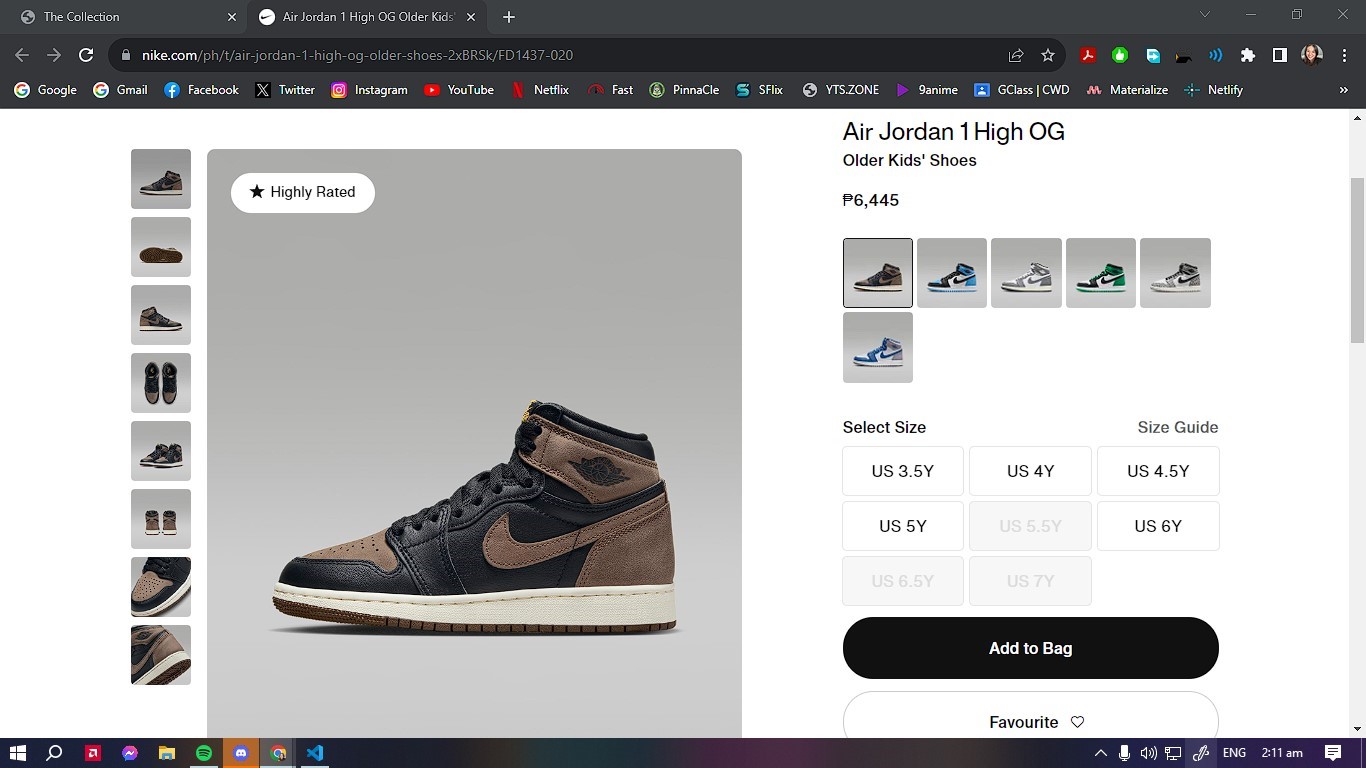 The Collection
Air Jordan 1 High OG Older Kids'
nike.com/ph/t/air-jordan-1-high-og-older-shoes-2xBRSk/FD1437-020
Google Gmail Facebook Twitter Instagram YouTube Netflix Fast PinnaCle SFlix YTS.ZONE 9anime GClass | CWD Materialize Netlify »
Air Jordan 1 High OG
Older Kids' Shoes
₱6,445
★ Highly Rated
Select Size Size Guide
US 3.5Y US 4Y US 4.5Y
US 5Y US 5.5Y US 6Y
US 6.5Y US 7Y
Add to Bag
Favourite
ENG 2:11 am